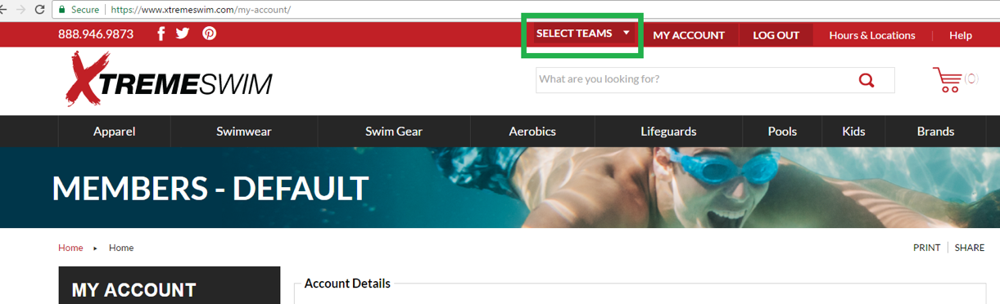 Secure | https://www.xtremeswim.com/my-account/
888.946.9873 SELECT TEAMS MY ACCOUNT LOG OUT Hours & Locations | Help
XTREMESWIM
What are you looking for? (0)
Apparel Swimwear Swim Gear Aerobics Lifeguards Pools Kids Brands
MEMBERS - DEFAULT
Home ▸ Home PRINT | SHARE
MY ACCOUNT
Account Details